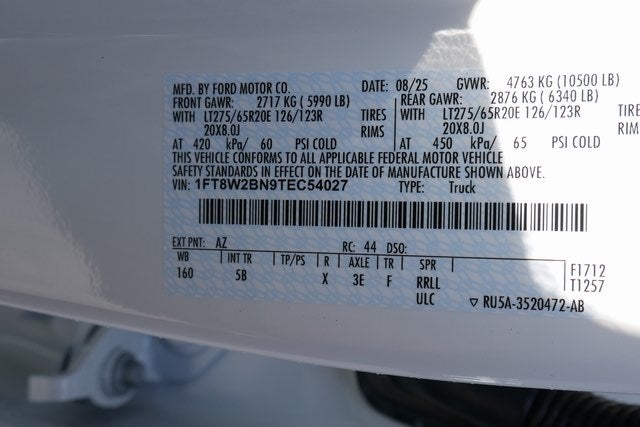 MFD. BY FORD MOTOR CO. DATE: 08/25 GVWR: 4763 KG (10500 LB)
FRONT GAWR: 2717 KG ( 5990 LB) REAR GAWR: 2876 KG ( 6340 LB)
WITH LT275/65R20E 126/123R TIRES WITH LT275/65R20E 126/123R TIRES
20X8.0J RIMS 20X8.0J RIMS
AT 420 kPa/ 60 PSI COLD AT 450 kPa/ 65 PSI COLD
THIS VEHICLE CONFORMS TO ALL APPLICABLE FEDERAL MOTOR VEHICLE
SAFETY STANDARDS IN EFFECT ON THE DATE OF MANUFACTURE SHOWN ABOVE.
VIN: 1FT8W2BN9TEC54027 TYPE: Truck
EXT PNT: AZ RC: 44 DSO:
WB INT TR TP/PS R AXLE TR SPR F1712
160 5B X 3E F RRLL T1257
ULC ▽ RU5A-3520472-AB